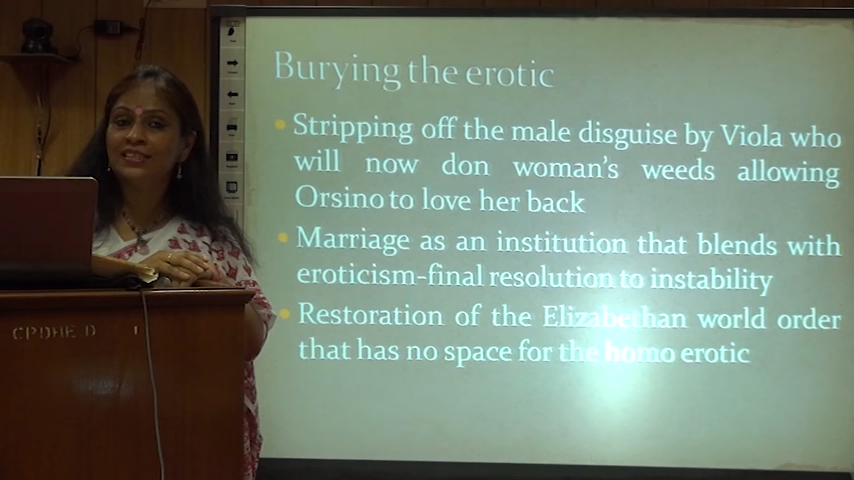 Burying the erotic
• Stripping off the male disguise by Viola who
will now don woman's weeds allowing
Orsino to love her back
• Marriage as an institution that blends with
eroticism-final resolution to instability
• Restoration of the Elizabethan world order
that has no space for the homo erotic
CPDHE D 1